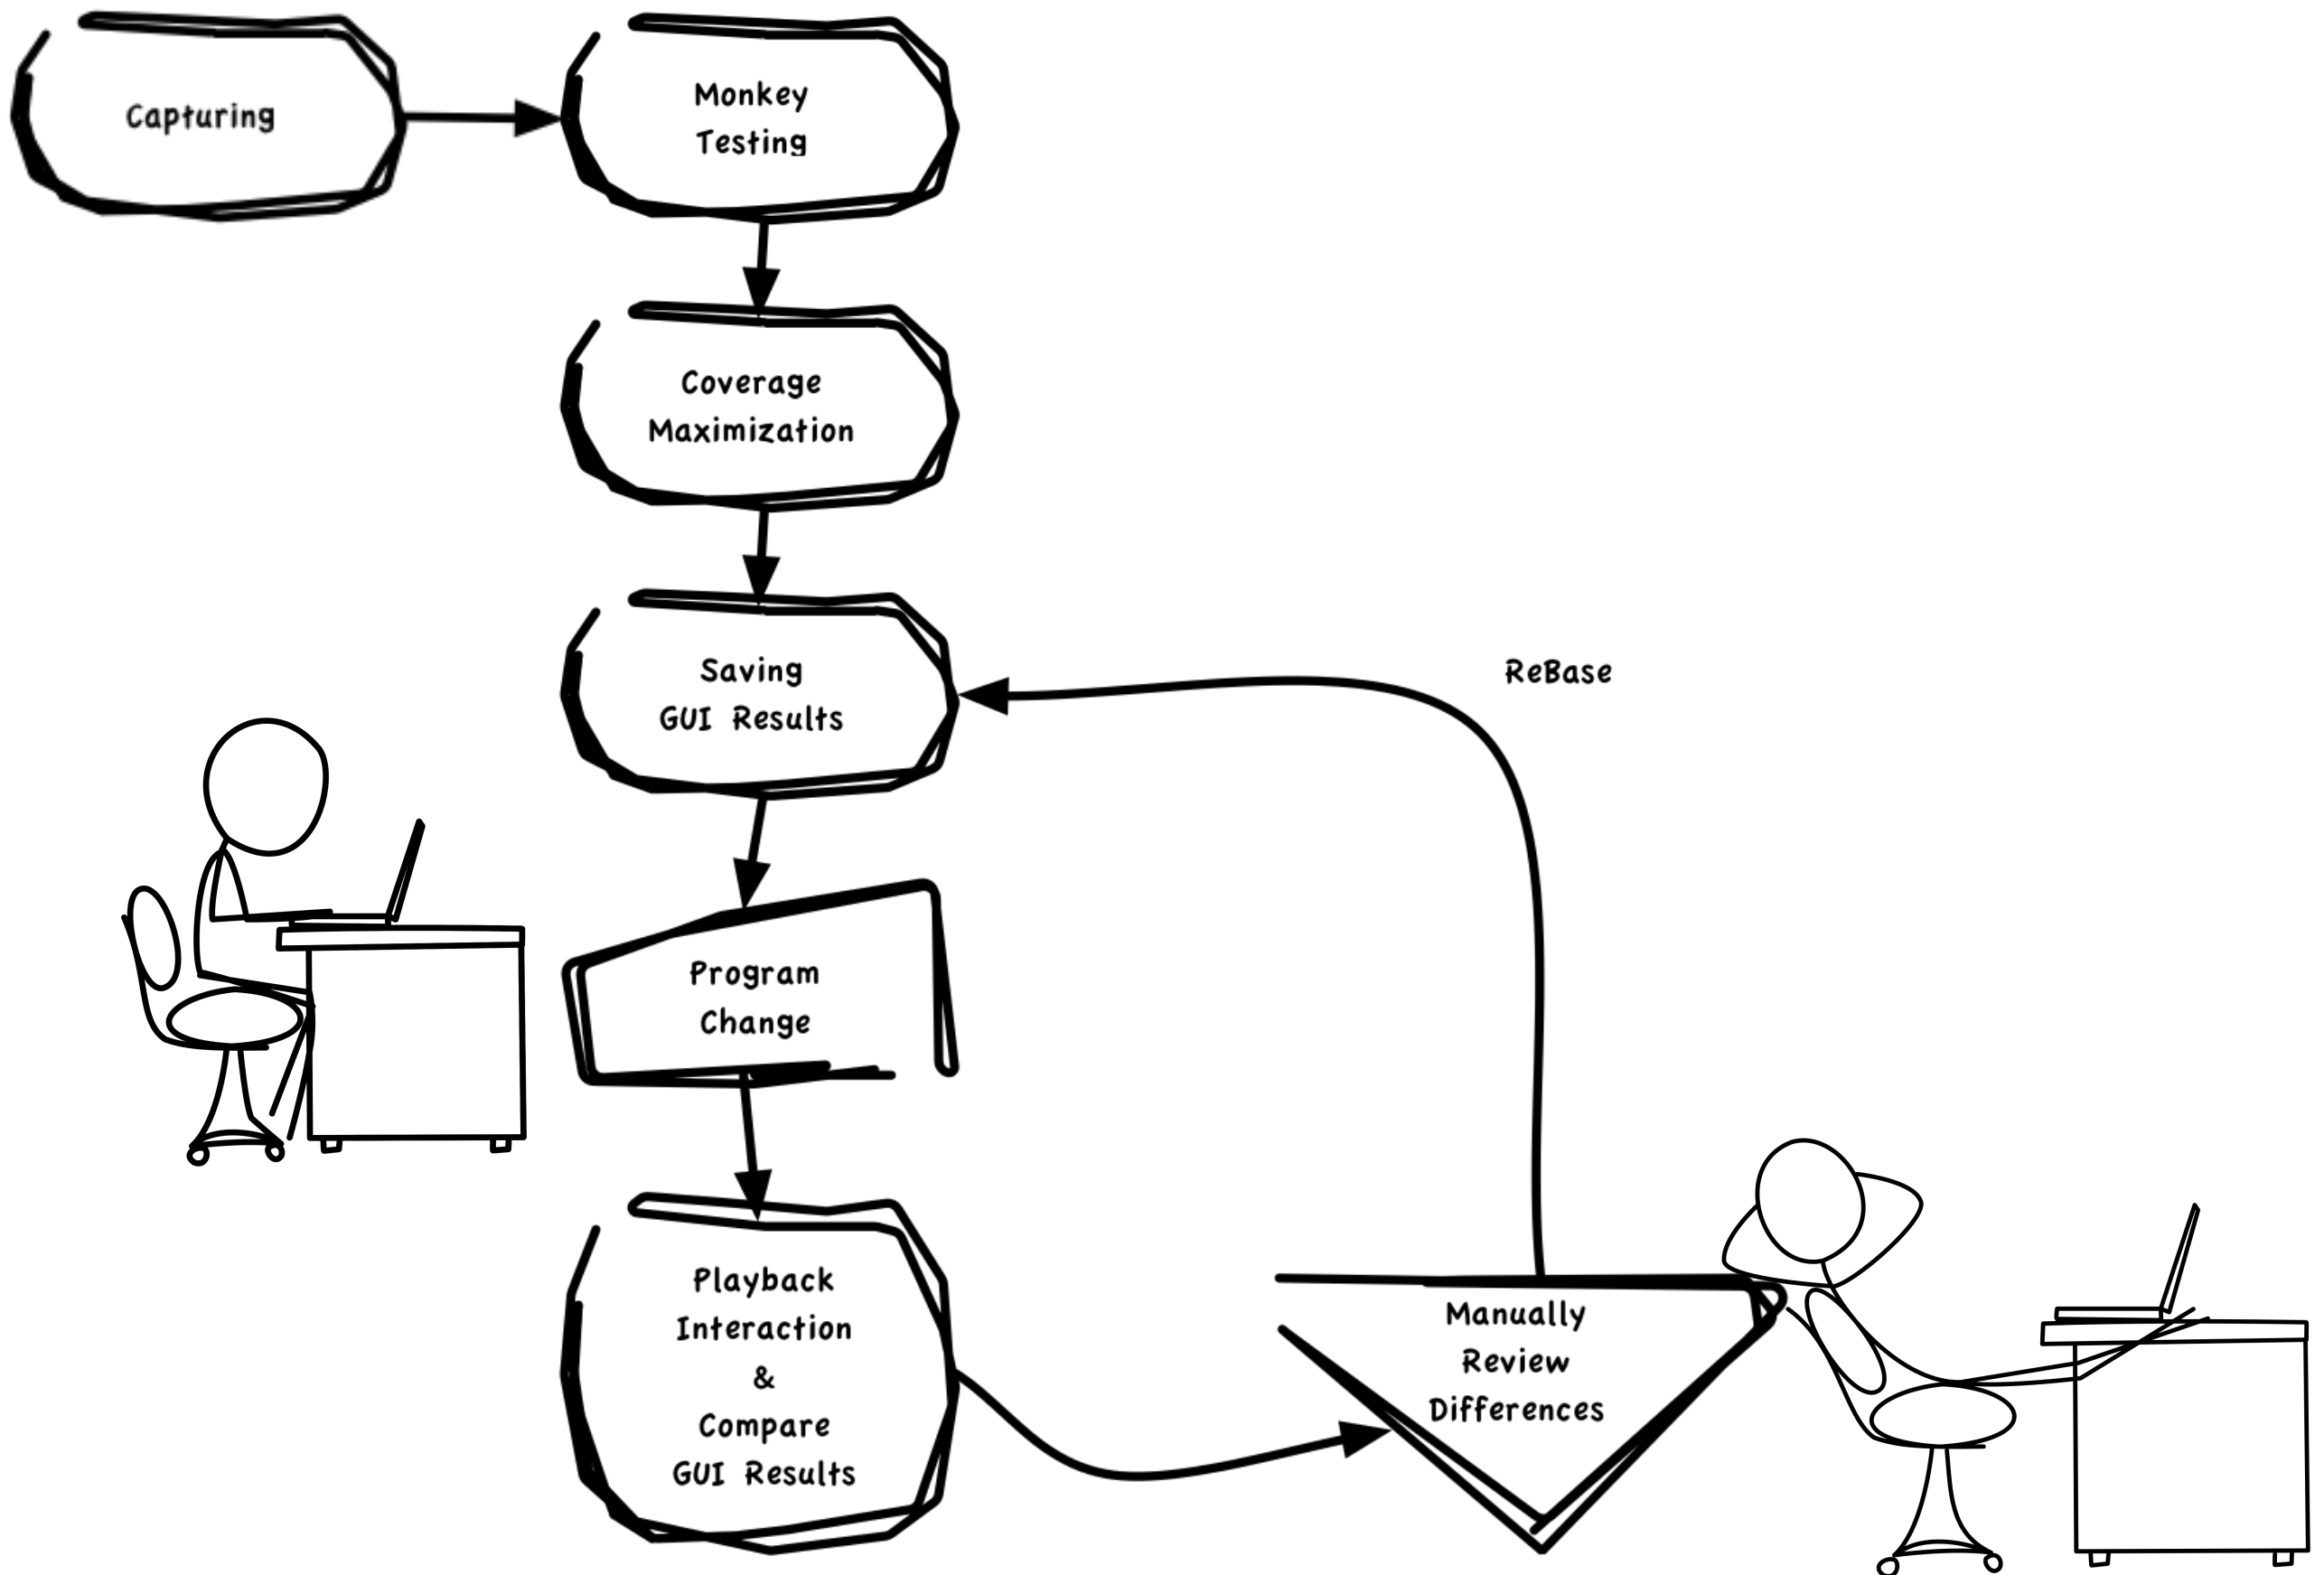 Capturing
Monkey
Testing
Coverage
Maximization
Saving
GUI Results
ReBase
Program
Change
Playback
Interaction
&
Compare
GUI Results
Manually
Review
Differences